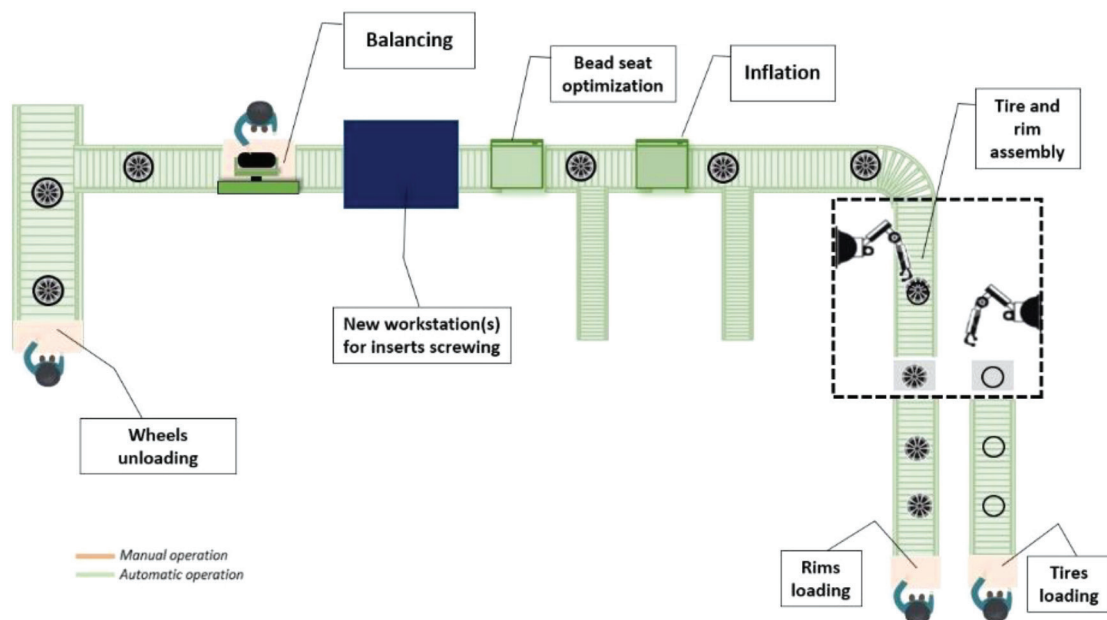 Balancing
Bead seat
optimization
Inflation
Tire and
rim
assembly
New workstation(s)
for inserts screwing
Wheels
unloading
Manual operation
Automatic operation
Rims
loading
Tires
loading